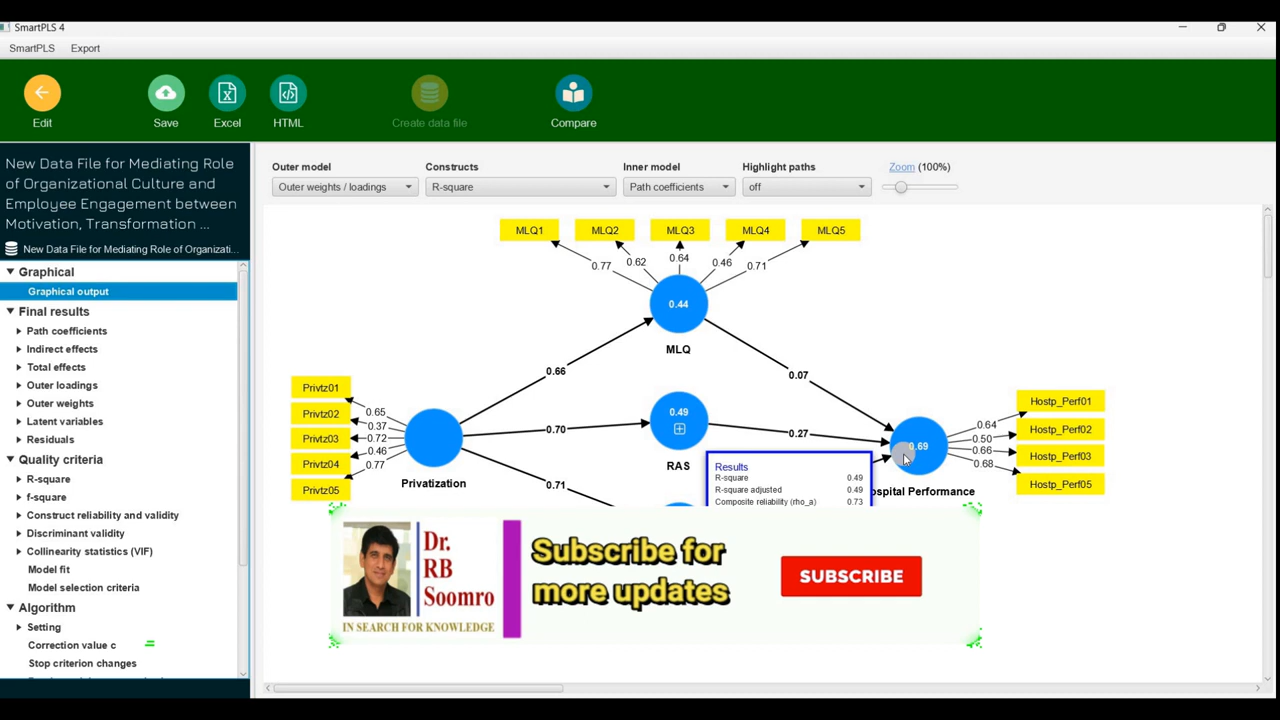 SmartPLS 4
SmartPLS Export
Edit
Save
Excel
HTML
Create data file
Compare
New Data File for Mediating Role
of Organizational Culture and
Employee Engagement between
Motivation, Transformation ...
New Data File for Mediating Role of Organizati...
Graphical
Graphical output
Final results
Path coefficients
Indirect effects
Total effects
Outer loadings
Outer weights
Latent variables
Residuals
Quality criteria
R-square
f-square
Construct reliability and validity
Discriminant validity
Collinearity statistics (VIF)
Model fit
Model selection criteria
Algorithm
Setting
Correction value c
Stop criterion changes
Outer model
Outer weights / loadings
Constructs
R-square
Inner model
Path coefficients
Highlight paths
off
Zoom (100%)
MLQ1 MLQ2 MLQ3 MLQ4 MLQ5
0.77 0.62 0.64 0.46 0.71
0.44
MLQ
0.66
0.07
Privtz01
Privtz02
Privtz03
Privtz04
Privtz05
0.65
0.37
0.72
0.46
0.77
Privatization
0.70
0.49
RAS
0.27
0.71
0.69
ospital Performance
0.64
0.50
0.66
0.68
Hostp_Perf01
Hostp_Perf02
Hostp_Perf03
Hostp_Perf05
Results
R-square 0.49
R-square adjusted 0.49
Composite reliability (rho_a) 0.73
Dr.
RB
Soomro
IN SEARCH FOR KNOWLEDGE
Subscribe for
more updates
SUBSCRIBE